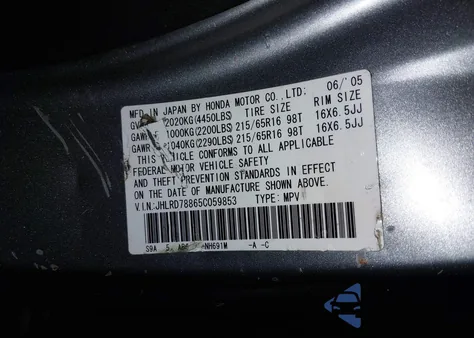 MFD. IN JAPAN BY HONDA MOTOR CO., LTD: 06/'05
2020KG(4450LBS) TIRE SIZE RIM SIZE
1000KG(2200LBS) 215/65R16 98T 16X6.5JJ
GAWR 1040KG(2290LBS) 215/65R16 98T 16X6.5JJ
THIS VEHICLE CONFORMS TO ALL APPLICABLE
FEDERAL MOTOR VEHICLE SAFETY
AND THEFT PREVENTION STANDARDS IN EFFECT
ON THE DATE OF MANUFACTURE SHOWN ABOVE.
V.I.N:JHLRD78865C059853 TYPE: MPV
S9A 5 NH691M -A -C